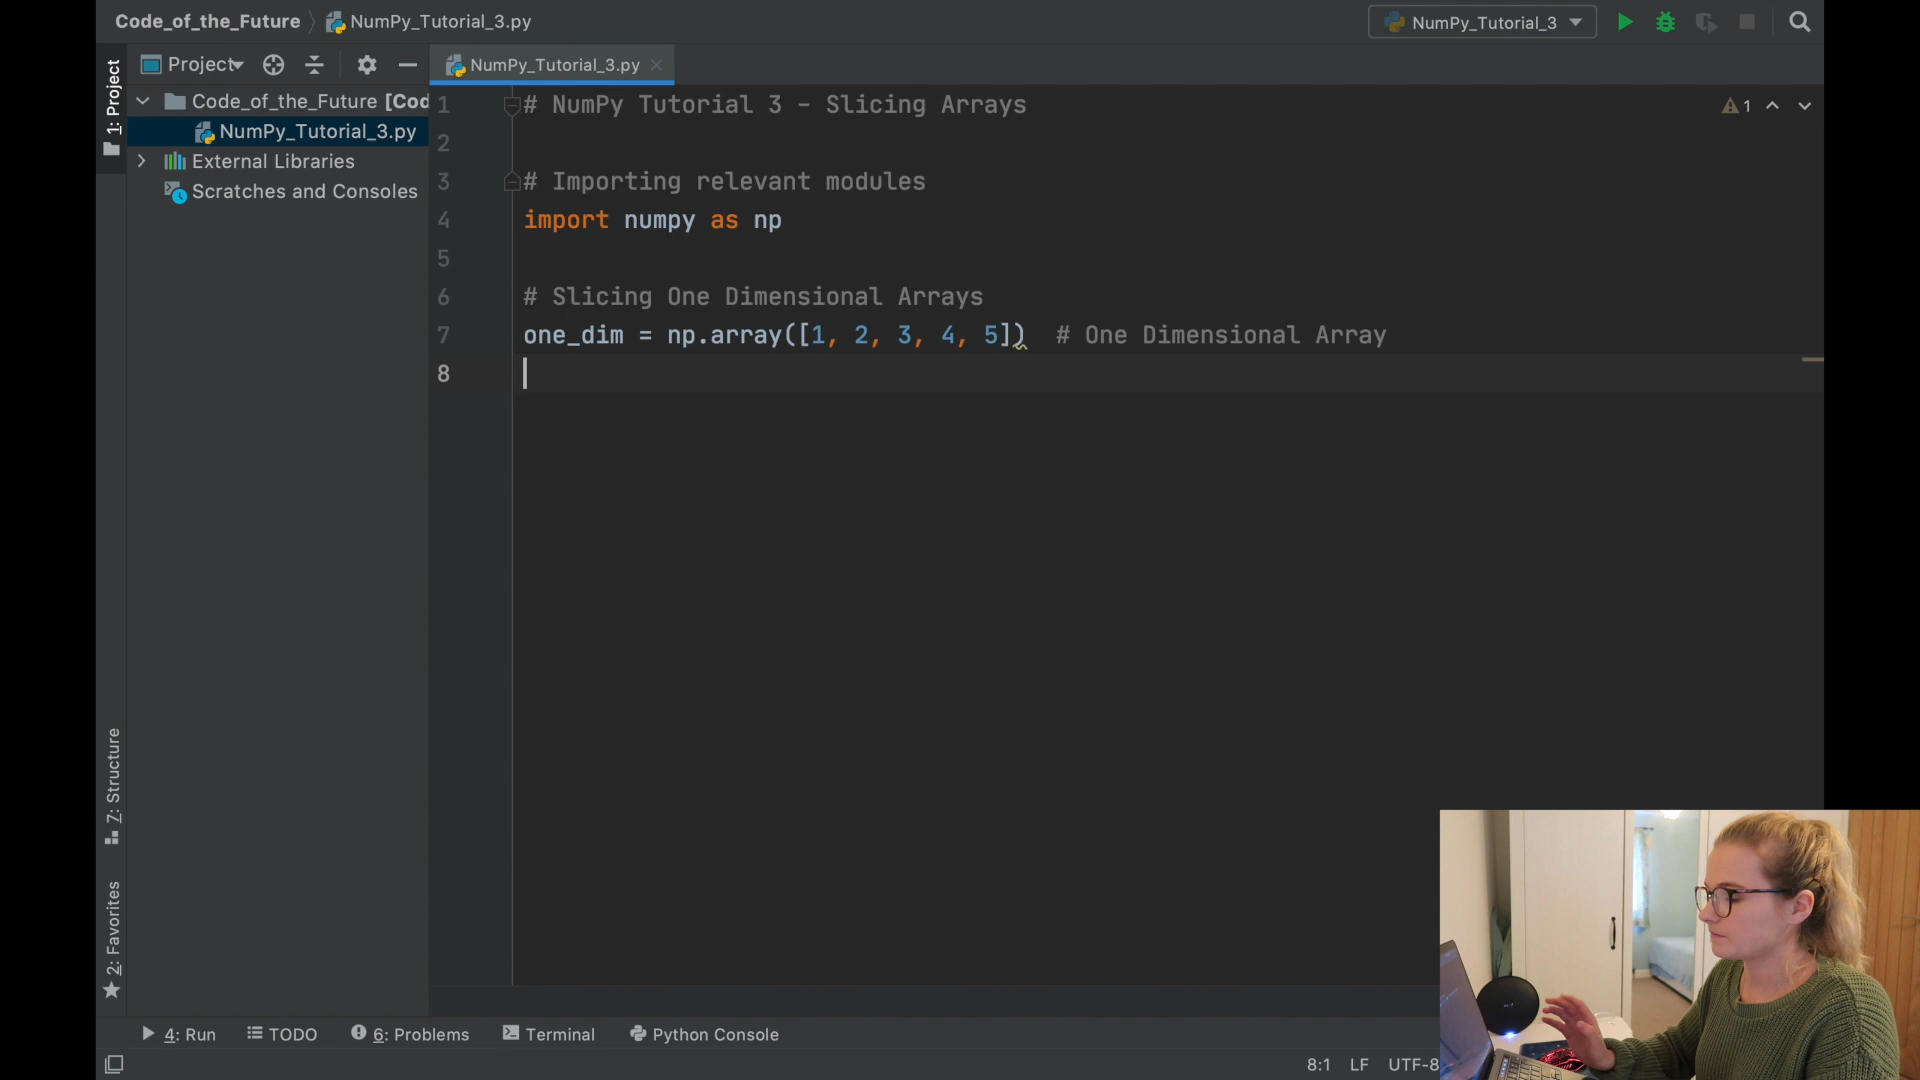 Code_of_the_Future 〉 NumPy_Tutorial_3.py
NumPy_Tutorial_3
1: Project
Project
NumPy_Tutorial_3.py
Code_of_the_Future [Cod
NumPy_Tutorial_3.py
External Libraries
Scratches and Consoles
1 # NumPy Tutorial 3 - Slicing Arrays
1
2
3 # Importing relevant modules
4 import numpy as np
5
6 # Slicing One Dimensional Arrays
7 one_dim = np.array([1, 2, 3, 4, 5]) # One Dimensional Array
8
7: Structure
2: Favorites
4: Run
TODO
6: Problems
Terminal
Python Console
8:1 LF UTF-8